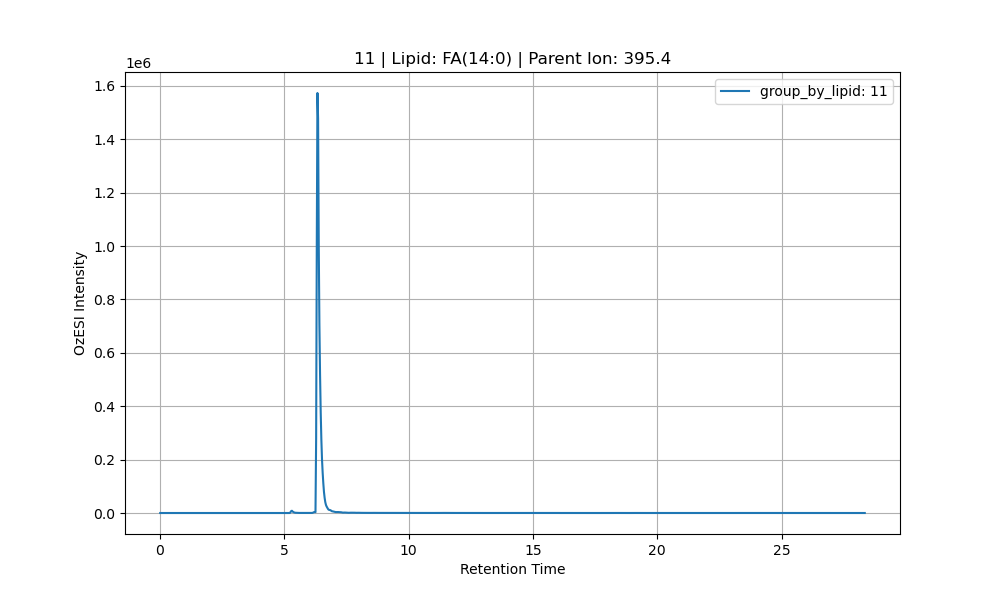 11 | Lipid: FA(14:0) | Parent Ion: 395.4
1e6
group_by_lipid: 11
1.6
1.4
1.2
1.0
0.8
0.6
0.4
0.2
0.0
OzESI Intensity
0 5 10 15 20 25
Retention Time